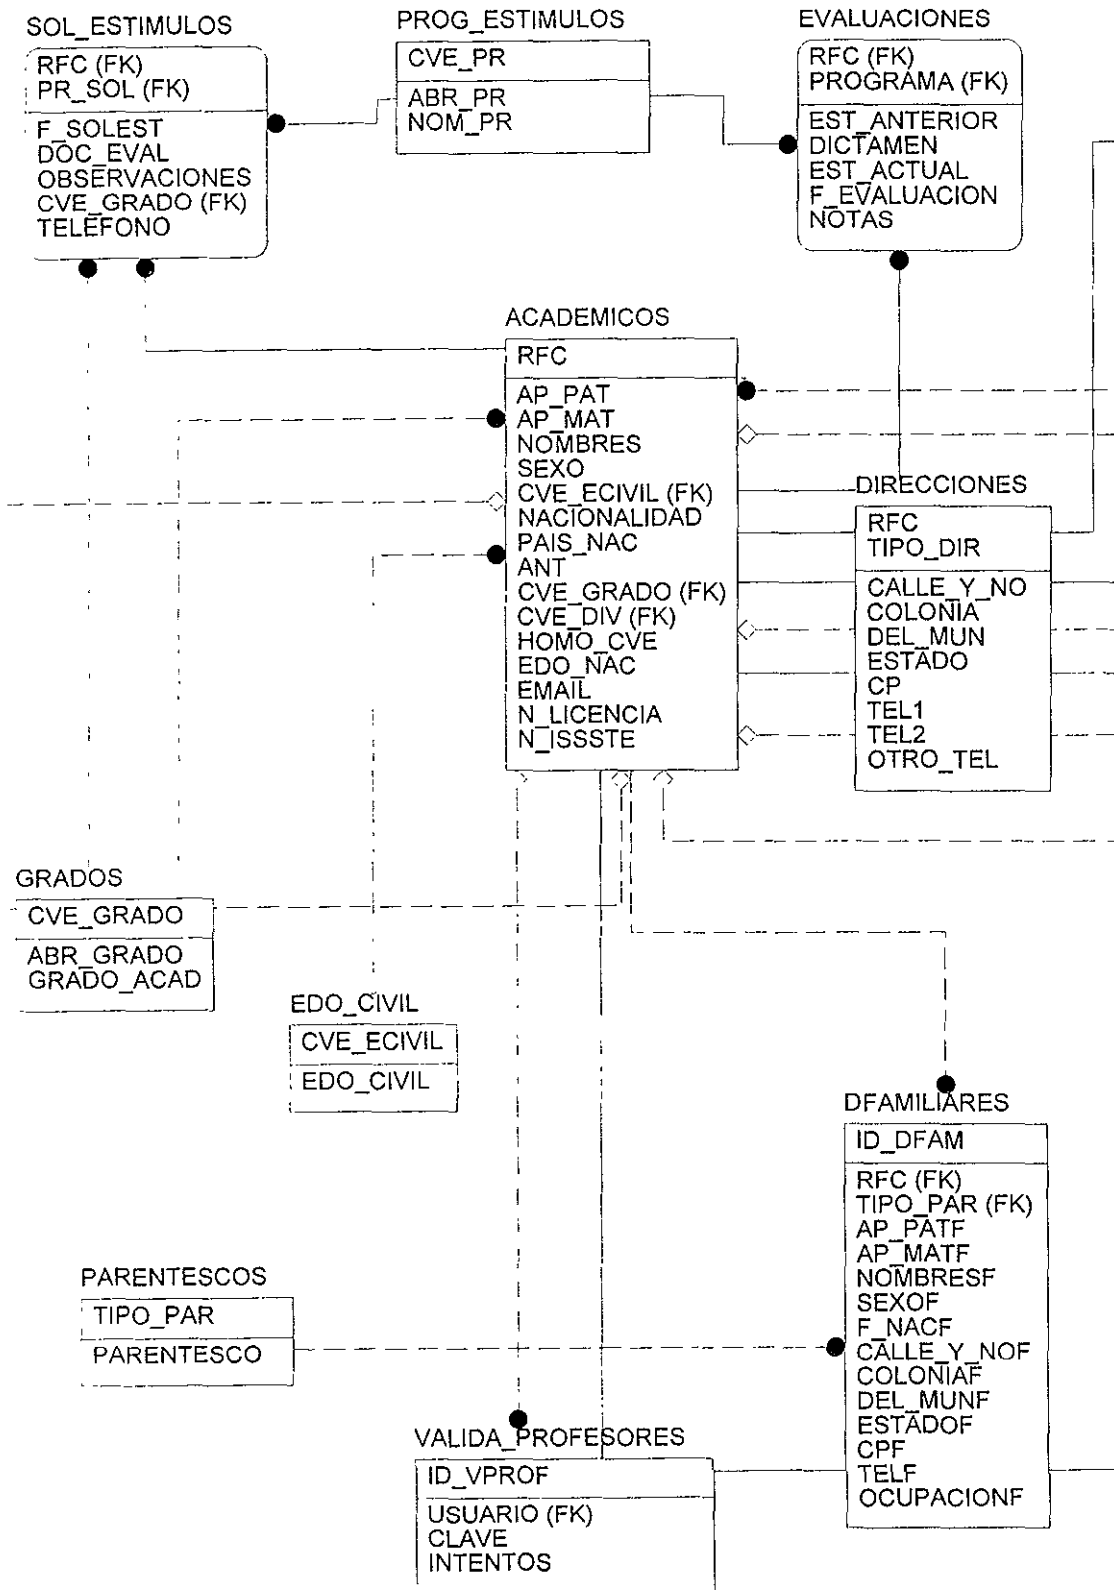 SOL_ESTIMULOS
RFC (FK)
PR_SOL (FK)
F_SOLEST
DOC_EVAL
OBSERVACIONES
CVE_GRADO (FK)
TELEFONO
PROG_ESTIMULOS
CVE_PR
ABR_PR
NOM_PR
EVALUACIONES
RFC (FK)
PROGRAMA (FK)
EST_ANTERIOR
DICTAMEN
EST_ACTUAL
F_EVALUACION
NOTAS
ACADEMICOS
RFC
AP_PAT
AP_MAT
NOMBRES
SEXO
CVE_ECIVIL (FK)
NACIONALIDAD
PAIS_NAC
ANT
CVE_GRADO (FK)
CVE_DIV (FK)
HOMO_CVE
EDO_NAC
EMAIL
N_LICENCIA
N_ISSSTE
DIRECCIONES
RFC
TIPO_DIR
CALLE_Y_NO
COLONIA
DEL_MUN
ESTADO
CP
TEL1
TEL2
OTRO_TEL
GRADOS
CVE_GRADO
ABR_GRADO
GRADO_ACAD
EDO_CIVIL
CVE_ECIVIL
EDO_CIVIL
DFAMILIARES
ID_DFAM
RFC (FK)
TIPO_PAR (FK)
AP_PATF
AP_MATF
NOMBRESF
SEXOF
F_NACF
CALLE_Y_NOF
COLONIAF
DEL_MUNF
ESTADOF
CPF
TELF
OCUPACIONF
PARENTESCOS
TIPO_PAR
PARENTESCO
VALIDA_PROFESORES
ID_VPROF
USUARIO (FK)
CLAVE
INTENTOS